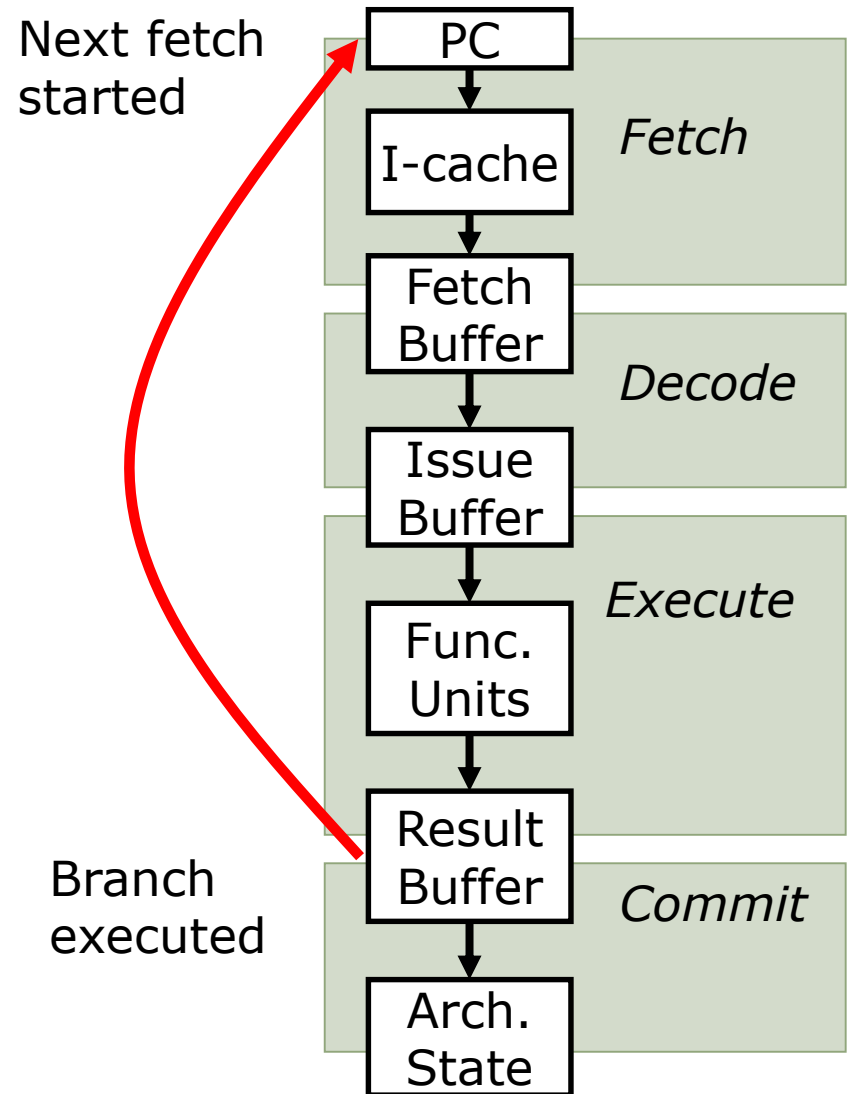 Next fetch
started
PC
I-cache
Fetch
Fetch
Buffer
Decode
Issue
Buffer
Execute
Func.
Units
Result
Buffer
Branch
executed
Commit
Arch.
State